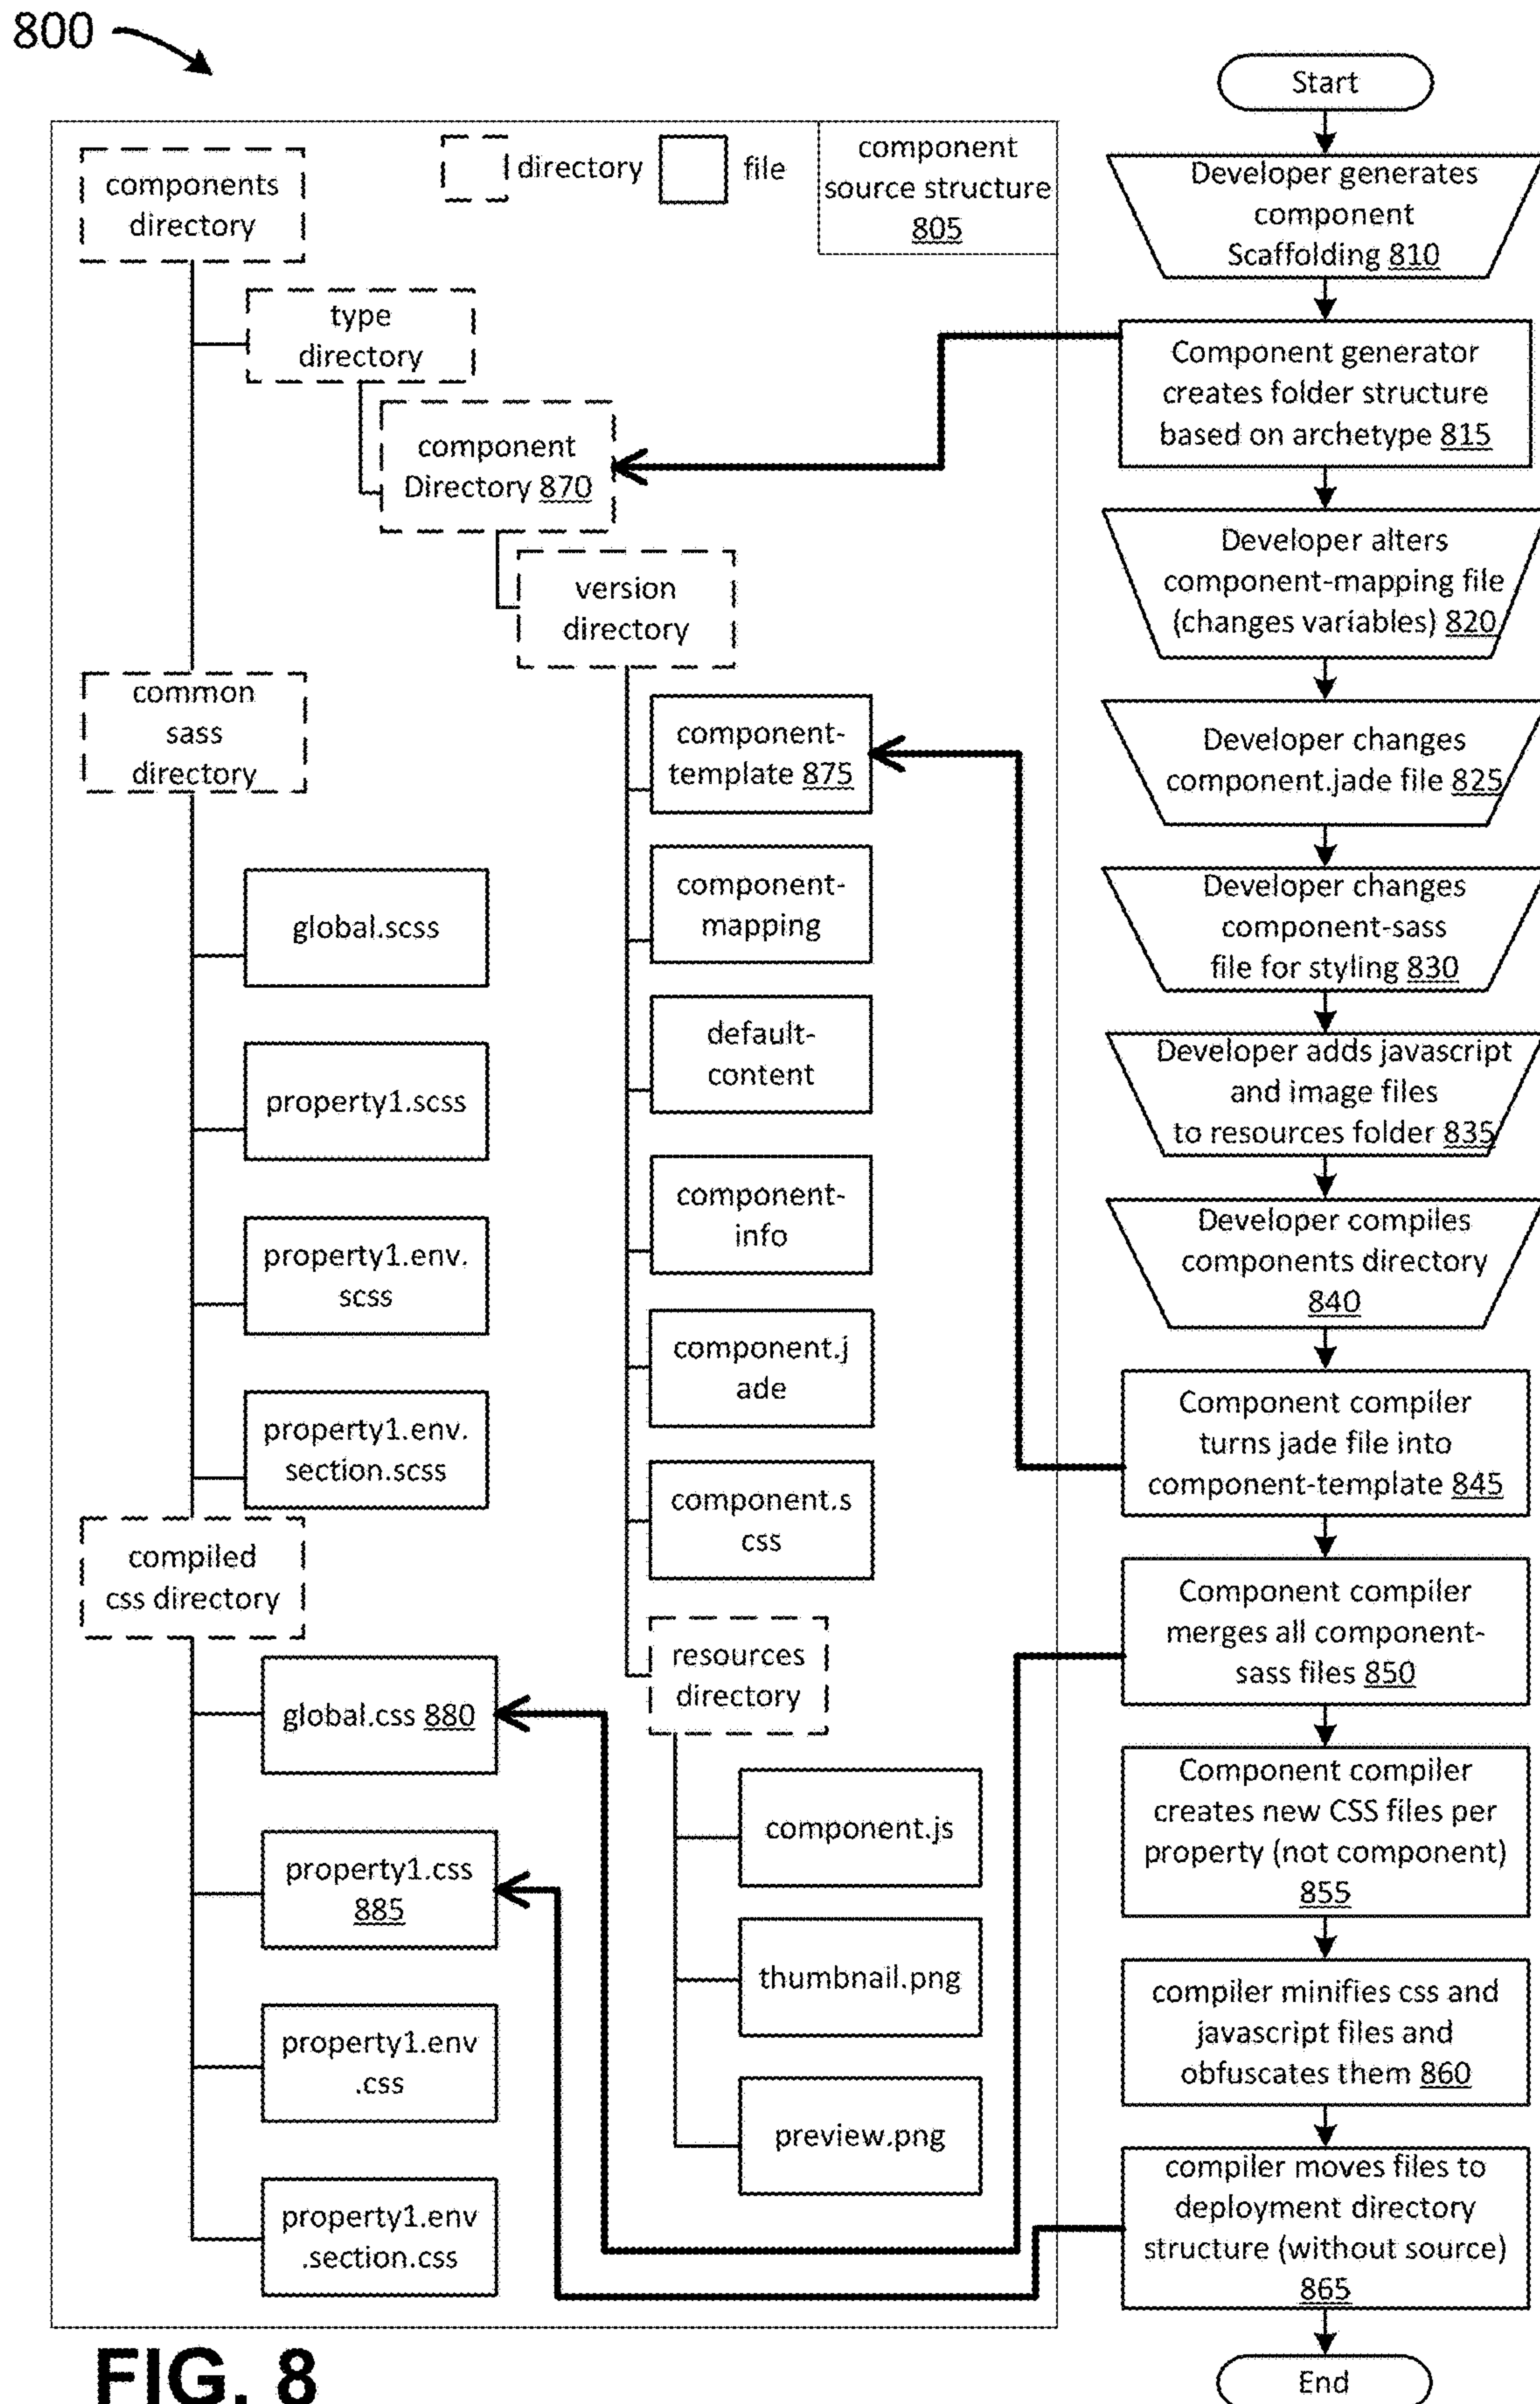 800
components
directory
directory
file
component
source structure
805
type
directory
component
Directory 870
version
directory
common
sass
directory
component-
template 875
component-
mapping
default-
content
component-
info
component.j
ade
component.s
css
global.scss
property1.scss
property1.env.
scss
property1.env.
section.scss
compiled
css directory
resources
directory
global.css 880
property1.css
885
property1.env
.css
property1.env
.section.css
component.js
thumbnail.png
preview.png
Start
Developer generates
component
Scaffolding 810
Component generator
creates folder structure
based on archetype 815
Developer alters
component-mapping file
(changes variables) 820
Developer changes
component.jade file 825
Developer changes
component-sass
file for styling 830
Developer adds javascript
and image files
to resources folder 835
Developer compiles
components directory
840
Component compiler
turns jade file into
component-template 845
Component compiler
merges all component-
sass files 850
Component compiler
creates new CSS files per
property (not component)
855
compiler minifies css and
javascript files and
obfuscates them 860
compiler moves files to
deployment directory
structure (without source)
865
End
FIG. 8